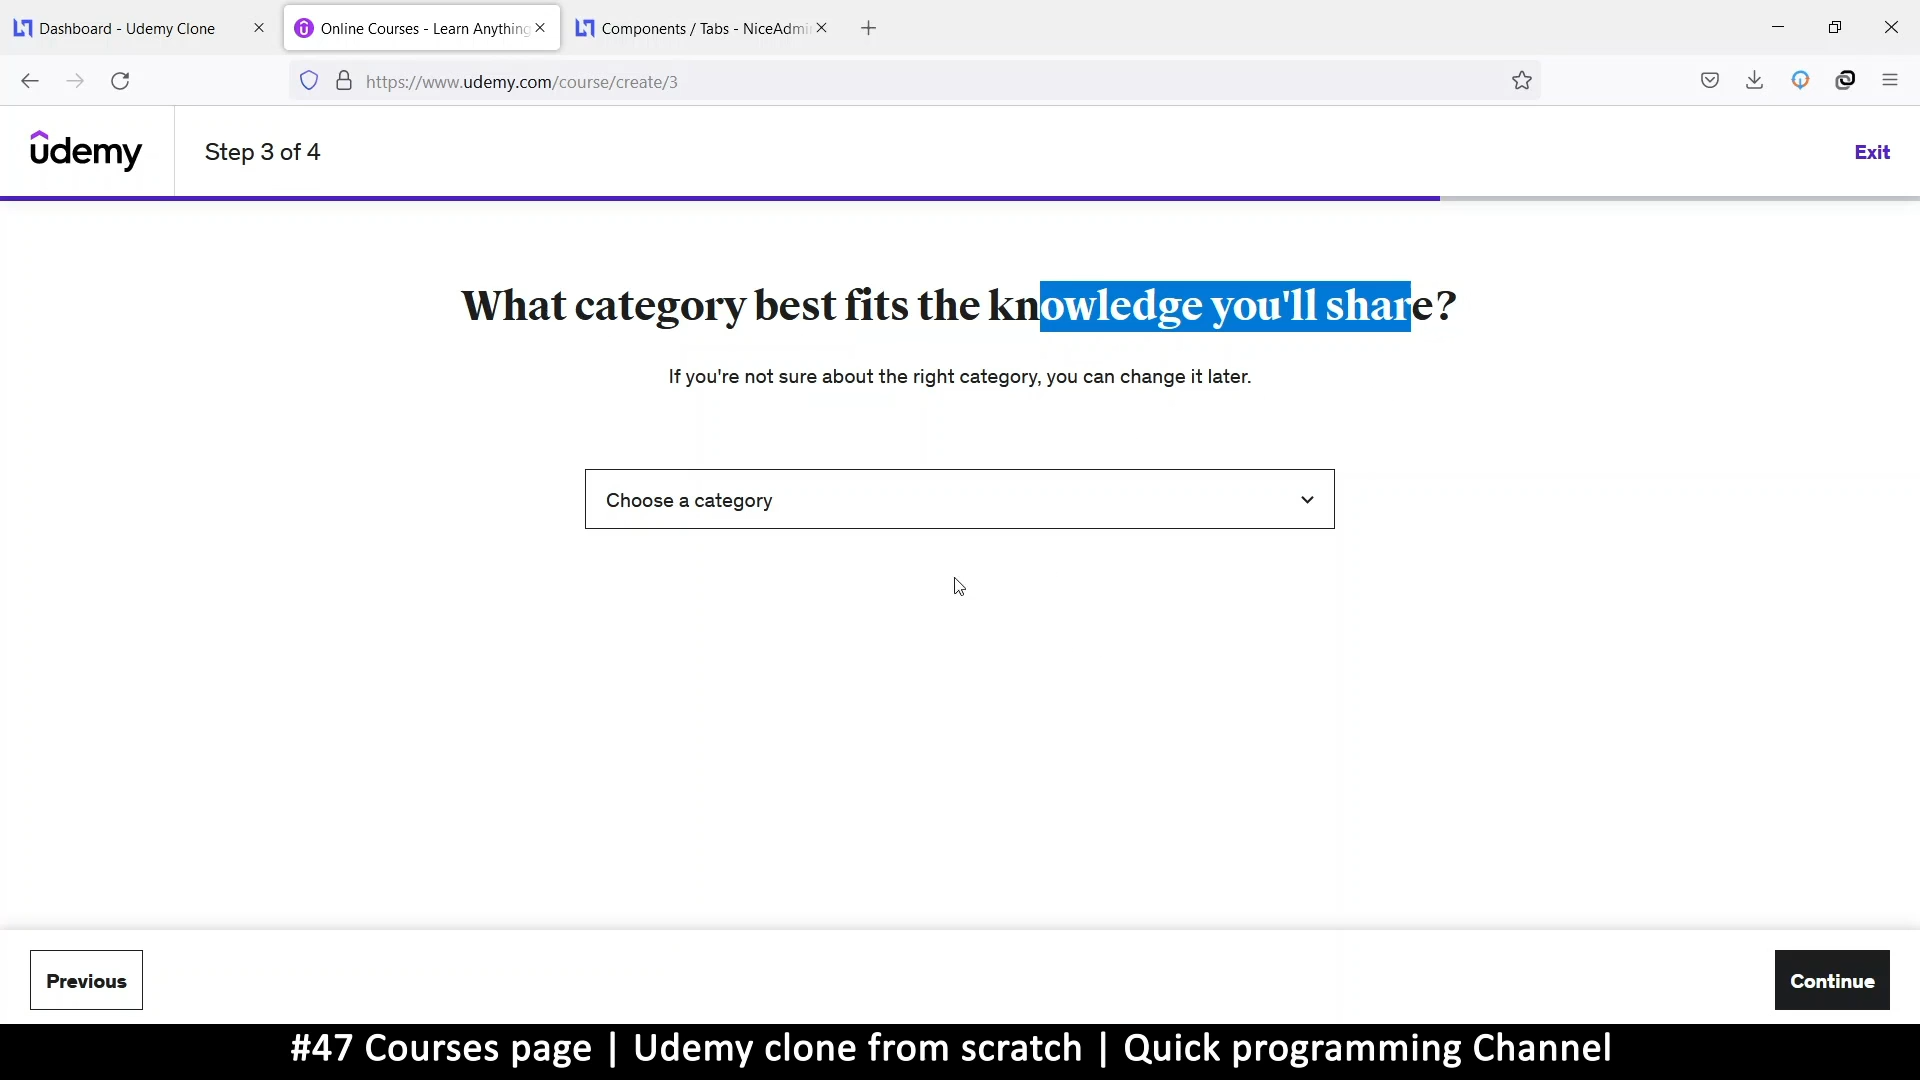 Dashboard - Udemy Clone
Online Courses - Learn Anything
Components / Tabs - NiceAdmi
https://www.udemy.com/course/create/3
udemy
Step 3 of 4
Exit
What category best fits the knowledge you'll share?
If you're not sure about the right category, you can change it later.
Choose a category
Previous
Continue
#47 Courses page | Udemy clone from scratch | Quick programming Channel